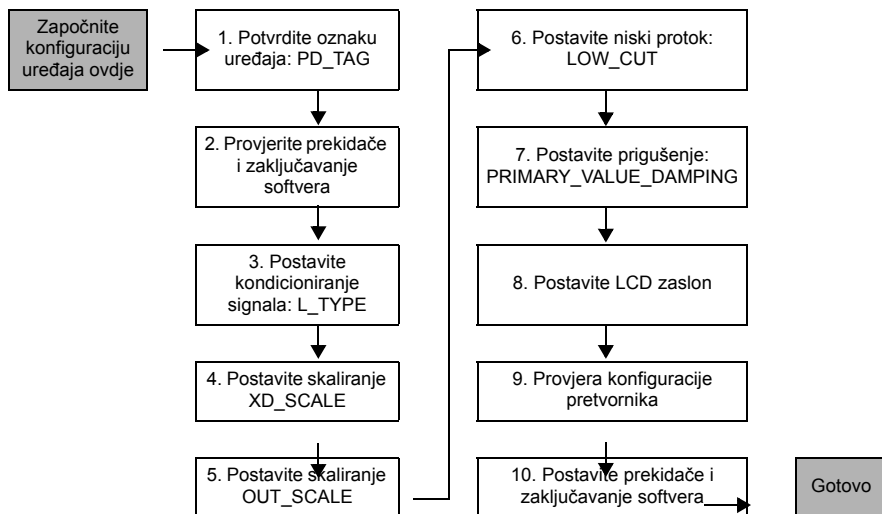 Započnite
konfiguraciju
uređaja ovdje
1. Potvrdite oznaku
uređaja: PD_TAG
2. Provjerite prekidače
i zaključavanje
softvera
3. Postavite
kondicioniranje
signala: L_TYPE
4. Postavite skaliranje
XD_SCALE
5. Postavite skaliranje
OUT_SCALE
6. Postavite niski protok:
LOW_CUT
7. Postavite prigušenje:
PRIMARY_VALUE_DAMPING
8. Postavite LCD zaslon
9. Provjera konfiguracije
pretvornika
10. Postavite prekidače i
zaključavanje softvera
Gotovo